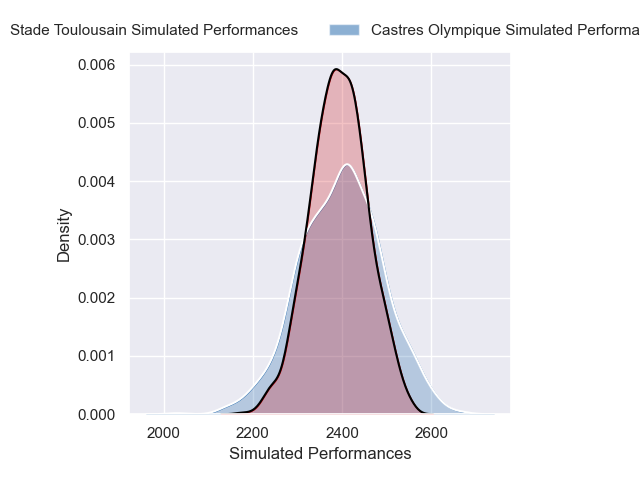 Stade Toulousain Simulated Performances Castres Olympique Simulated Performa
0.006
0.005
0.004
0.003
0.002
0.001
0.000
Density
2000 2200 2400 2600
Simulated Performances